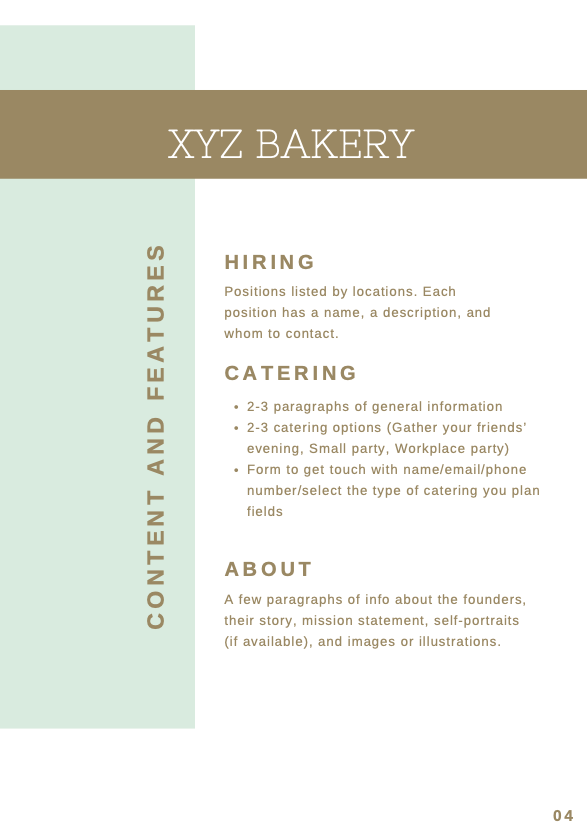 XYZ BAKERY
CONTENT AND FEATURES
HIRING
Positions listed by locations. Each
position has a name, a description, and
whom to contact.
CATERING
• 2-3 paragraphs of general information
• 2-3 catering options (Gather your friends'
evening, Small party, Workplace party)
• Form to get touch with name/email/phone
number/select the type of catering you plan
fields
ABOUT
A few paragraphs of info about the founders,
their story, mission statement, self-portraits
(if available), and images or illustrations.
04